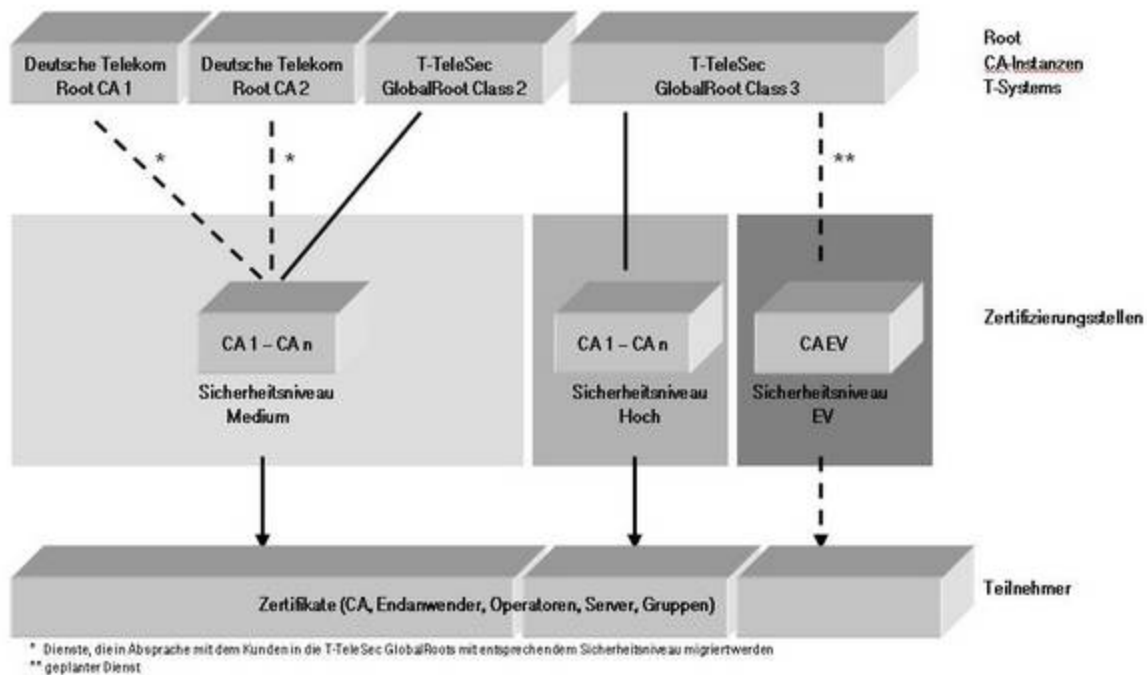 Deutsche Telekom
Root CA 1
Deutsche Telekom
Root CA 2
T-TeleSec
GlobalRoot Class 2
T-TeleSec
GlobalRoot Class 3
Root
CA-Instanzen
T-Systems
*
*
**
CA 1 – CA n
Sicherheitsniveau
Medium
CA 1 – CA n
Sicherheitsniveau
Hoch
CA EV
Sicherheitsniveau
EV
Zertifizierungsstellen
Zertifikate (CA, Endanwender, Operatoren, Server, Gruppen)
Teilnehmer
* Dienste, die in Absprache mit dem Kunden in die T-TeleSec GlobalRoots mit entsprechendem Sicherheitsniveau migriert werden
** geplanter Dienst